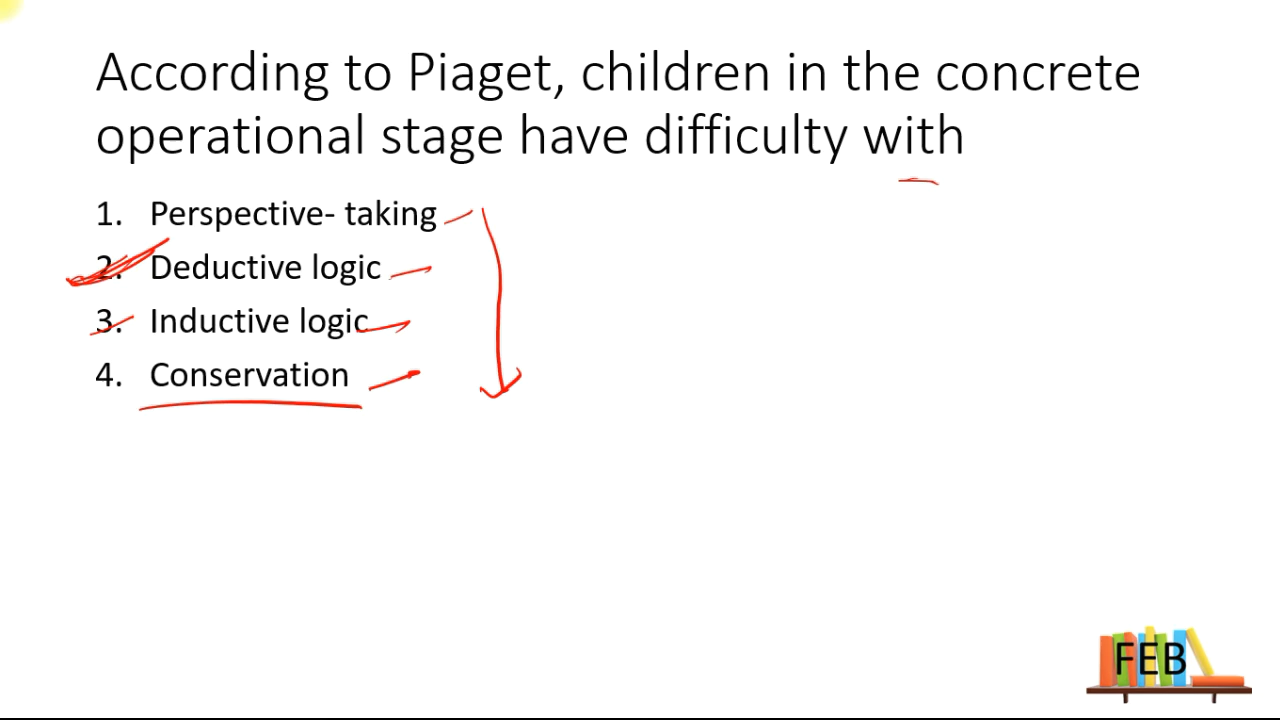 According to Piaget, children in the concrete
operational stage have difficulty with
1. Perspective- taking
2. Deductive logic
3. Inductive logic
4. Conservation
FEB